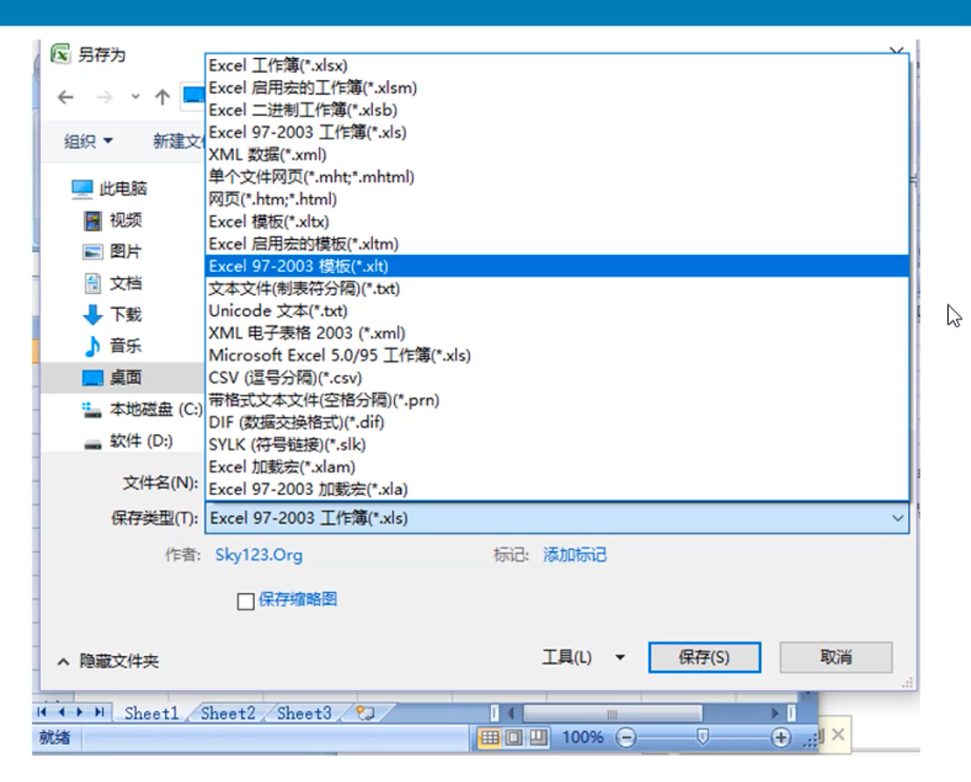 另存为
Excel 工作簿(*.xlsx)
Excel 启用宏的工作簿(*.xlsm)
Excel 二进制工作簿(*.xlsb)
Excel 97-2003 工作簿(*.xls)
XML 数据(*.xml)
单个文件网页(*.mht;*.mhtml)
网页(*.htm;*.html)
Excel 模板(*.xltx)
Excel 启用宏的模板(*.xltm)
Excel 97-2003 模板(*.xlt)
文本文件(制表符分隔)(*.txt)
Unicode 文本(*.txt)
XML 电子表格 2003 (*.xml)
Microsoft Excel 5.0/95 工作簿(*.xls)
CSV (逗号分隔)(*.csv)
带格式文本文件(空格分隔)(*.prn)
DIF (数据交换格式)(*.dif)
SYLK (符号链接)(*.slk)
Excel 加载宏(*.xlam)
Excel 97-2003 加载宏(*.xla)
组织 新建文
此电脑
视频
图片
文档
下载
音乐
桌面
本地磁盘 (C:)
软件 (D:)
文件名(N):
保存类型(T): Excel 97-2003 工作簿(*.xls)
作者: Sky123.Org 标记: 添加标记
保存缩略图
隐藏文件夹 工具(L) 保存(S) 取消
Sheet1 Sheet2 Sheet3
就绪 100%